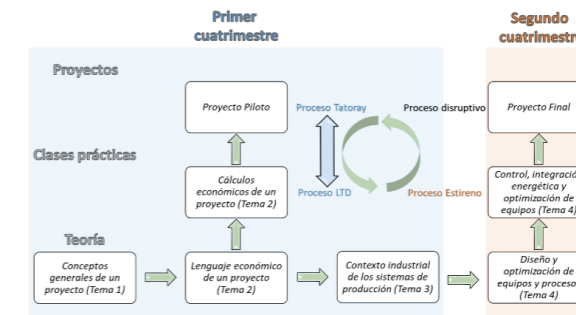 Primer
cuatrimestre
Segundo
cuatrimestre
Proyectos
Proyecto Piloto
Proceso Tatoray
Proceso disruptivo
Proyecto Final
Clases prácticas
Cálculos
económicos de un
proyecto (Tema 2)
Proceso LTD
Proceso Estireno
Control, integració
energética y
optimización de
equipos (Tema 4)
Teoría
Conceptos
generales de un
proyecto (Tema 1)
Lenguaje económico
de un proyecto
(Tema 2)
Contexto industrial
de los sistemas de
producción (Tema 3)
Diseño y
optimización de
equipos y proceso
(Tema 4)